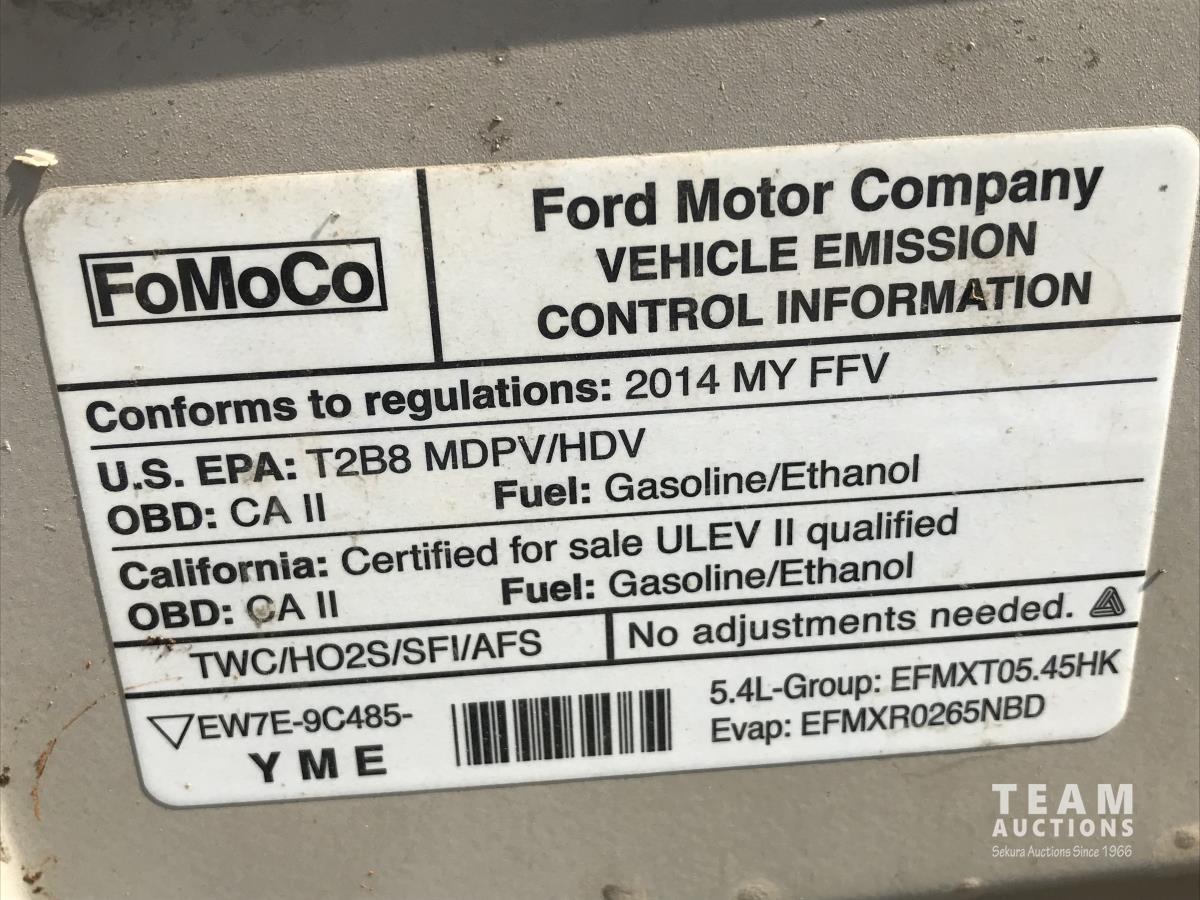 FoMoCo
Ford Motor Company
VEHICLE EMISSION
CONTROL INFORMATION
Conforms to regulations: 2014 MY FFV
U.S. EPA: T2B8 MDPV/HDV
OBD: CA II Fuel: Gasoline/Ethanol
California: Certified for sale ULEV II qualified
OBD: CA II Fuel: Gasoline/Ethanol
TWC/HO2S/SFI/AFS
No adjustments needed.
EW7E-9C485-
YME
5.4L-Group: EFMXT05.45HK
Evap: EFMXR0265NBD
TEAM
AUCTIONS
Sekura Auctions Since 1966